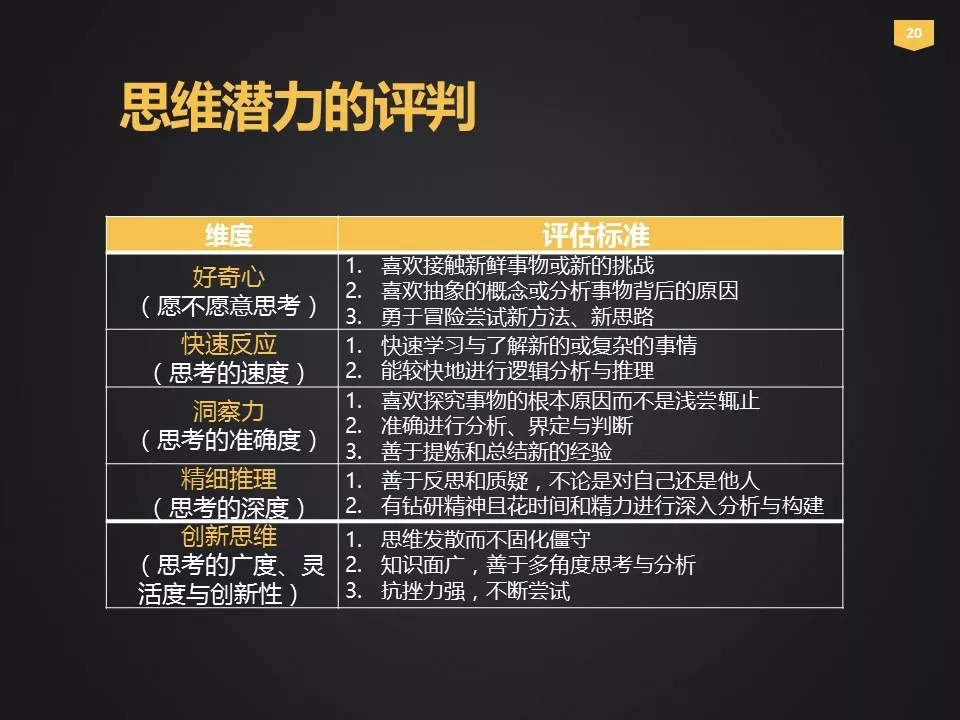 20
思维潜力的评判
维度
评估标准
好奇心
（愿不愿意思考）
1. 喜欢接触新鲜事物或新的挑战
2. 喜欢抽象的概念或分析事物背后的原因
3. 勇于冒险尝试新方法、新思路
快速反应
（思考的速度）
1. 快速学习与了解新的或复杂的事情
2. 能较快地进行逻辑分析与推理
洞察力
（思考的准确度）
1. 喜欢探究事物的根本原因而不是浅尝辄止
2. 准确进行分析、界定与判断
3. 善于提炼和总结新的经验
精细推理
（思考的深度）
1. 善于反思和质疑，不论是对自己还是他人
2. 有钻研精神且花时间和精力进行深入分析与构建
创新思维
（思考的广度、灵
活度与创新性）
1. 思维发散而不固化僵守
2. 知识面广，善于多角度思考与分析
3. 抗挫力强，不断尝试